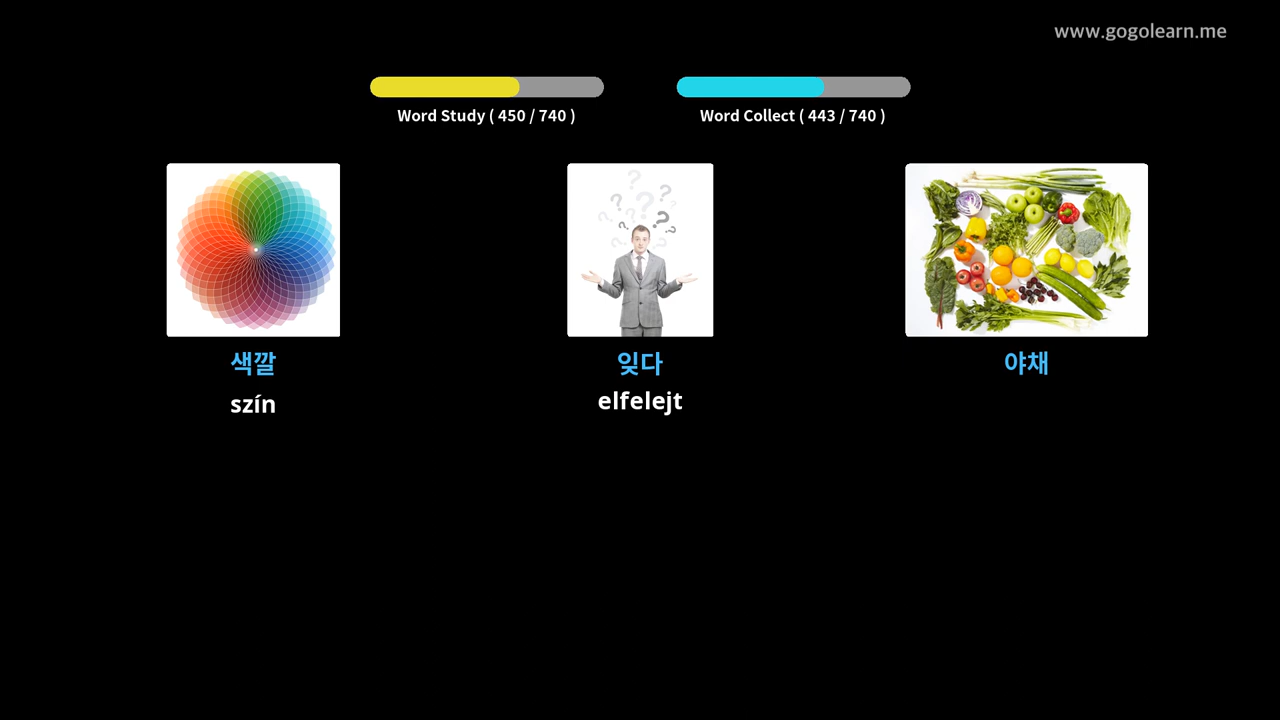 www.gogolearn.me
Word Study ( 450 / 740 )
Word Collect ( 443 / 740 )
색깔
잊다
야채
szín
elfelejt